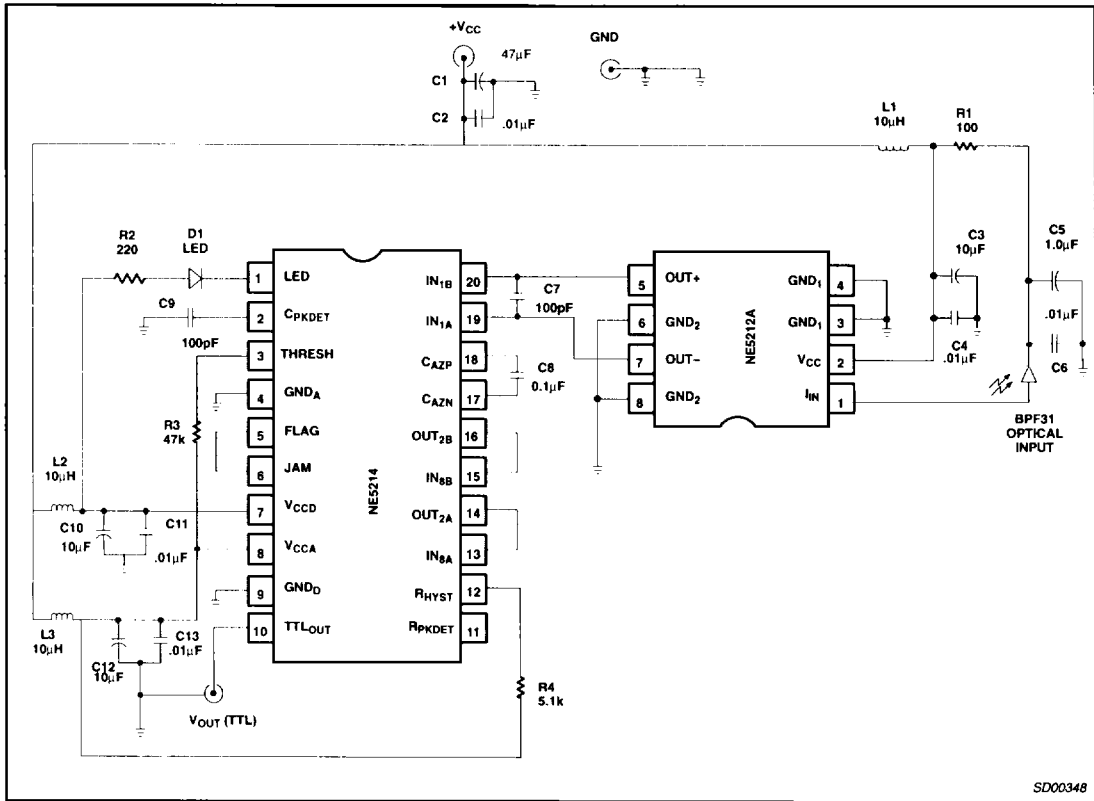 +VCC
GND
47µF
C1
C2
.01µF
L1
10µH
R1
100
R2
220
D1
LED
C3
10µF
C5
1.0µF
C9
100pF
C7
100pF
C4
.01µF
.01µF
C6
C8
0.1µF
1 LED
2 CPKDET
3 THRESH
4 GNDA
5 FLAG
6 JAM
7 VCCD
8 VCCA
9 GNDD
10 TTLOUT
NE5214
IN1B 20
IN1A 19
CAZP 18
CAZN 17
OUT2B 16
IN8B 15
OUT2A 14
IN8A 13
RHYST 12
RPKDET 11
5 OUT+
6 GND2
7 OUT−
8 GND2
NE5212A
GND1 4
GND1 3
VCC 2
IIN 1
BPF31
OPTICAL
INPUT
R3
47k
L2
10µH
C10
10µF
C11
.01µF
L3
10µH
C12
10µF
C13
.01µF
R4
5.1k
VOUT (TTL)
SD00348